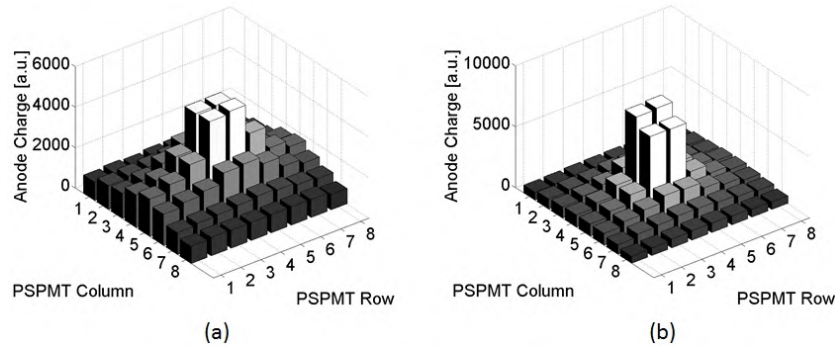 Anode Charge [a.u.]
6000
4000
2000
0
1 2 3 4 5 6 7 8
PSPMT Column
1 2 3 4 5 6 7 8
PSPMT Row
(a)
Anode Charge [a.u.]
10000
5000
0
1 2 3 4 5 6 7 8
PSPMT Column
1 2 3 4 5 6 7 8
PSPMT Row
(b)